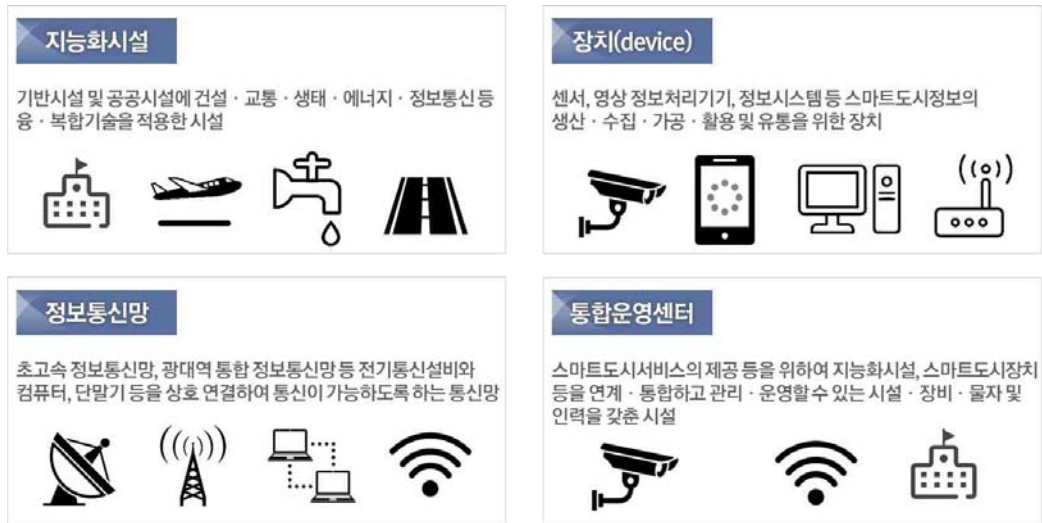 지능화시설
기반시설 및 공공시설에 건설 · 교통 · 생태 · 에너지 · 정보통신 등
융 · 복합기술을 적용한 시설
장치(device)
센서, 영상 정보처리기기, 정보시스템 등 스마트도시정보의
생산 · 수집 · 가공 · 활용 및 유통을 위한 장치
정보통신망
초고속 정보통신망, 광대역 통합 정보통신망 등 전기통신설비와
컴퓨터, 단말기 등을 상호 연결하여 통신이 가능하도록 하는 통신망
통합운영센터
스마트도시서비스의 제공 등을 위하여 지능화시설, 스마트도시장치
등을 연계 · 통합하고 관리 · 운영할 수 있는 시설 · 장비 · 물자 및
인력을 갖춘 시설